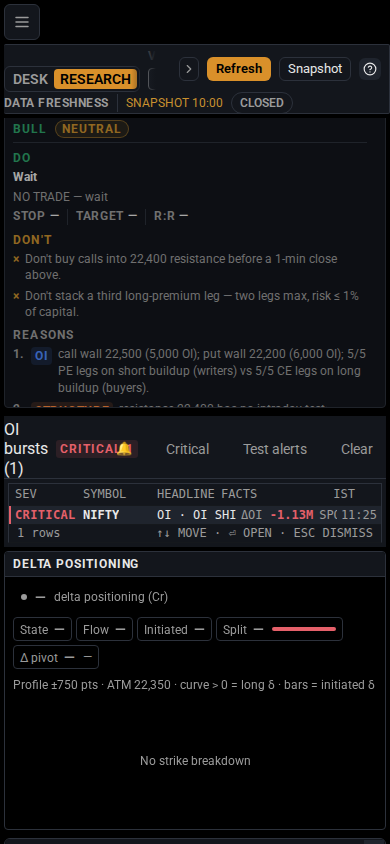 Refresh
Snapshot
DESK
RESEARCH
DATA FRESHNESS
SNAPSHOT 10:00
CLOSED
BULL
NEUTRAL
DO
Wait
NO TRADE — wait
STOP — TARGET — R:R —
DON'T
× Don't buy calls into 22,400 resistance before a 1-min close
above.
× Don't stack a third long-premium leg — two legs max, risk ≤ 1%
of capital.
REASONS
1. OI call wall 22,500 (5,000 OI); put wall 22,200 (6,000 OI); 5/5
PE legs on short buildup (writers) vs 5/5 CE legs on long
buildup (buyers).
OI
bursts
(1)
CRITICAL
Critical
Test alerts
Clear
SEV SYMBOL HEADLINE FACTS IST
CRITICAL NIFTY OI · OI SHI ΔOI -1.13M SPO 11:25
1 rows ↑↓ MOVE · ⏎ OPEN · ESC DISMISS
DELTA POSITIONING
— delta positioning (Cr)
State —
Flow —
Initiated —
Split —
Δ pivot — —
Profile ±750 pts · ATM 22,350 · curve > 0 = long δ · bars = initiated δ
No strike breakdown